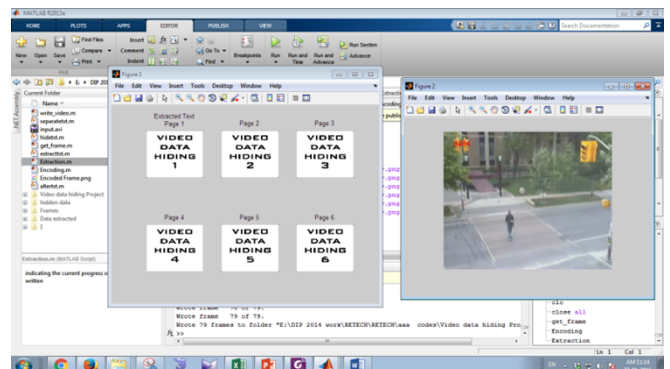 MATLAB R2013a
HOME PLOTS APPS EDITOR PUBLISH VIEW
Search Documentation
New Open Save
Find Files
Compare
Print
Insert
Comment
Indent
Go To
Find
Breakpoints
Run
Run and Time
Run and Advance
Run Section
Advance
FILE
Current Folder
Name
write_video.m
separatetxt.m
input.avi
hidetxt.m
get_frame.m
extracttxt.m
Extraction.m
Encoding.m
Encoded Frame.png
altertxt.m
Video data hiding Project
hidden data
Frames
Data extracted
1
Extraction.m (MATLAB Script)
indicating the current progress
written
Figure 1
File Edit View Insert Tools Desktop Window Help
Extracted Text
Page 1 Page 2 Page 3
VIDEO DATA HIDING 1
VIDEO DATA HIDING 2
VIDEO DATA HIDING 3
Page 4 Page 5 Page 6
VIDEO DATA HIDING 4
VIDEO DATA HIDING 5
VIDEO DATA HIDING 6
Figure 2
File Edit View Insert Tools Desktop Window Help
Wrote frame 79 of 79.
Wrote 79 frames to folder "E:\DIP 2014 work\RETECH\RETECH\aaa codes\Video data hiding Pro
fx >>
clc
close all
get_frame
Encoding
Extraction
Ln 1 Col 1
EN